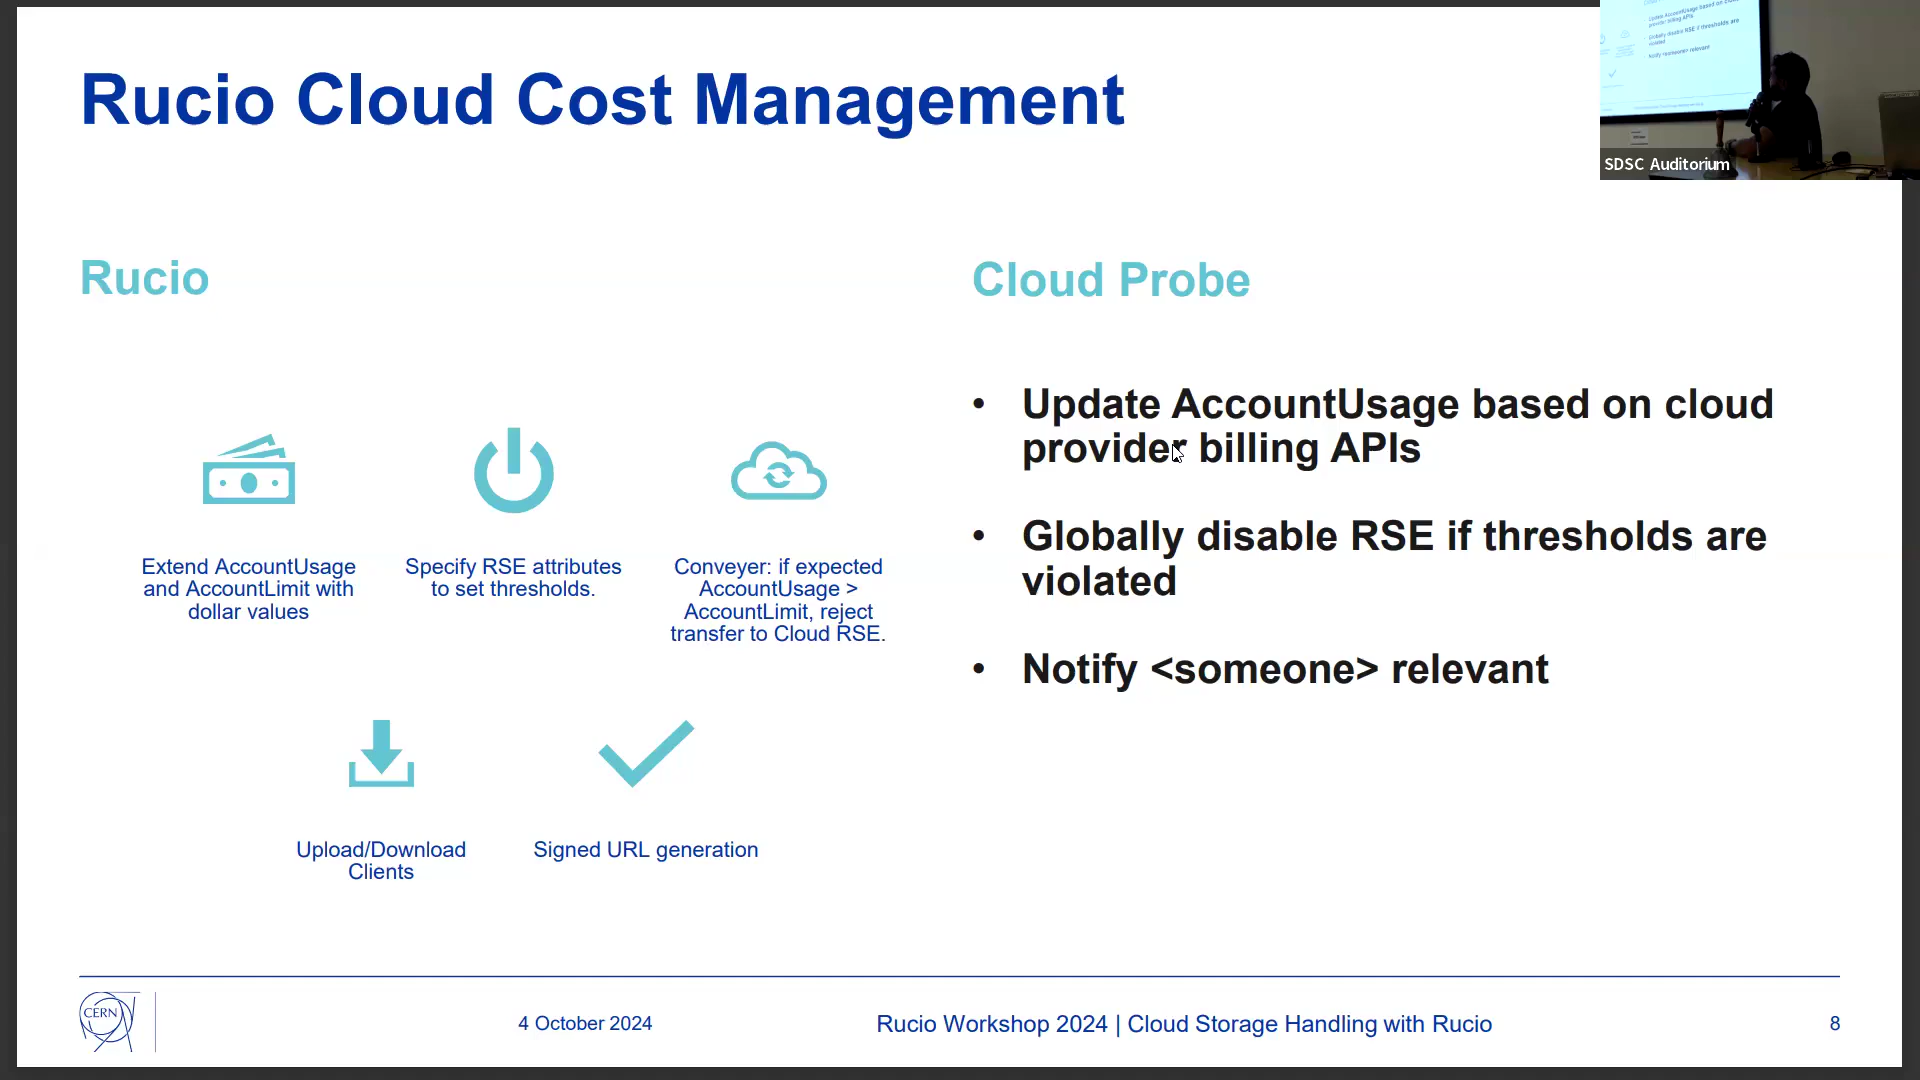 Rucio Cloud Cost Management
SDSC Auditorium
Rucio
Extend AccountUsage
and AccountLimit with
dollar values
Specify RSE attributes
to set thresholds.
Conveyer: if expected
AccountUsage >
AccountLimit, reject
transfer to Cloud RSE.
Upload/Download
Clients
Signed URL generation
Cloud Probe
• Update AccountUsage based on cloud
provider billing APIs
• Globally disable RSE if thresholds are
violated
• Notify <someone> relevant
CERN
4 October 2024
Rucio Workshop 2024 | Cloud Storage Handling with Rucio
8